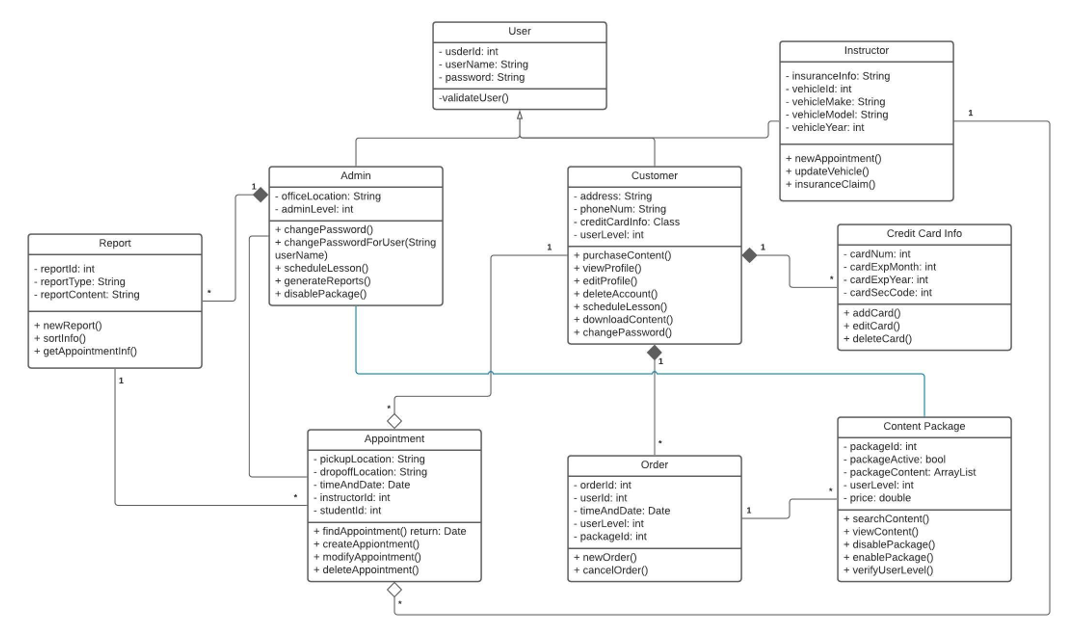 User
- usderId: int
- userName: String
- password: String
-validateUser()
Instructor
- insuranceInfo: String
- vehicleId: int
- vehicleMake: String
- vehicleModel: String
- vehicleYear: int
+ newAppointment()
+ updateVehicle()
+ insuranceClaim()
1
Admin
- officeLocation: String
- adminLevel: int
+ changePassword()
+ changePasswordForUser(String
userName)
+ scheduleLesson()
+ generateReports()
+ disablePackage()
1
Customer
- address: String
- phoneNum: String
- creditCardInfo: Class
- userLevel: int
+ purchaseContent()
+ viewProfile()
+ editProfile()
+ deleteAccount()
+ scheduleLesson()
+ downloadContent()
+ changePassword()
1
1
1
Credit Card Info
- cardNum: int
- cardExpMonth: int
- cardExpYear: int
- cardSecCode: int
+ addCard()
+ editCard()
+ deleteCard()
*
Report
- reportId: int
- reportType: String
- reportContent: String
+ newReport()
+ sortInfo()
+ getAppointmentInf()
*
1
Appointment
- pickupLocation: String
- dropoffLocation: String
- timeAndDate: Date
- instructorId: int
- studentId: int
+ findAppointment() return: Date
+ createAppiontment()
+ modifyAppointment()
+ deleteAppointment()
*
*
*
Order
- orderId: int
- userId: int
- timeAndDate: Date
- userLevel: int
- packageId: int
+ newOrder()
+ cancelOrder()
*
1
Content Package
- packageId: int
- packageActive: bool
- packageContent: ArrayList
- userLevel: int
- price: double
+ searchContent()
+ viewContent()
+ disablePackage()
+ enablePackage()
+ verifyUserLevel()
*